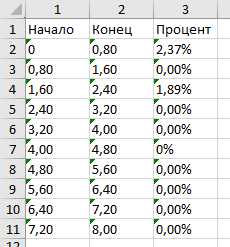 1 2 3
1 Начало Конец Процент
2 0 0,80 2,37%
3 0,80 1,60 0,00%
4 1,60 2,40 1,89%
5 2,40 3,20 0,00%
6 3,20 4,00 0,00%
7 4,00 4,80 0%
8 4,80 5,60 0,00%
9 5,60 6,40 0,00%
10 6,40 7,20 0,00%
11 7,20 8,00 0,00%